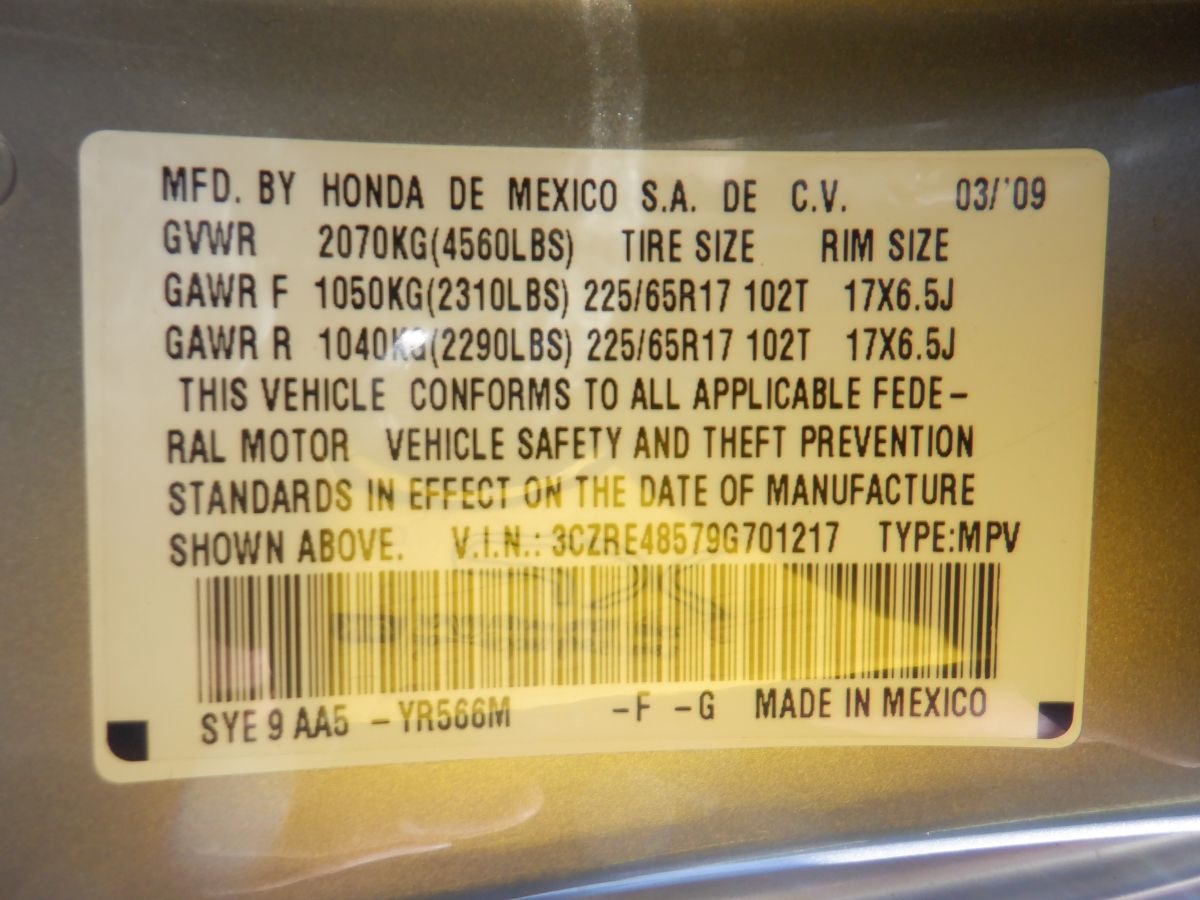 MFD. BY HONDA DE MEXICO S.A. DE C.V. 03/'09
GVWR 2070KG(4560LBS) TIRE SIZE RIM SIZE
GAWR F 1050KG(2310LBS) 225/65R17 102T 17X6.5J
GAWR R 1040KG(2290LBS) 225/65R17 102T 17X6.5J
THIS VEHICLE CONFORMS TO ALL APPLICABLE FEDE-
RAL MOTOR VEHICLE SAFETY AND THEFT PREVENTION
STANDARDS IN EFFECT ON THE DATE OF MANUFACTURE
SHOWN ABOVE. V.I.N.: 3CZRE48579G701217 TYPE:MPV
SYE 9 AA5 -YR566M -F -G MADE IN MEXICO